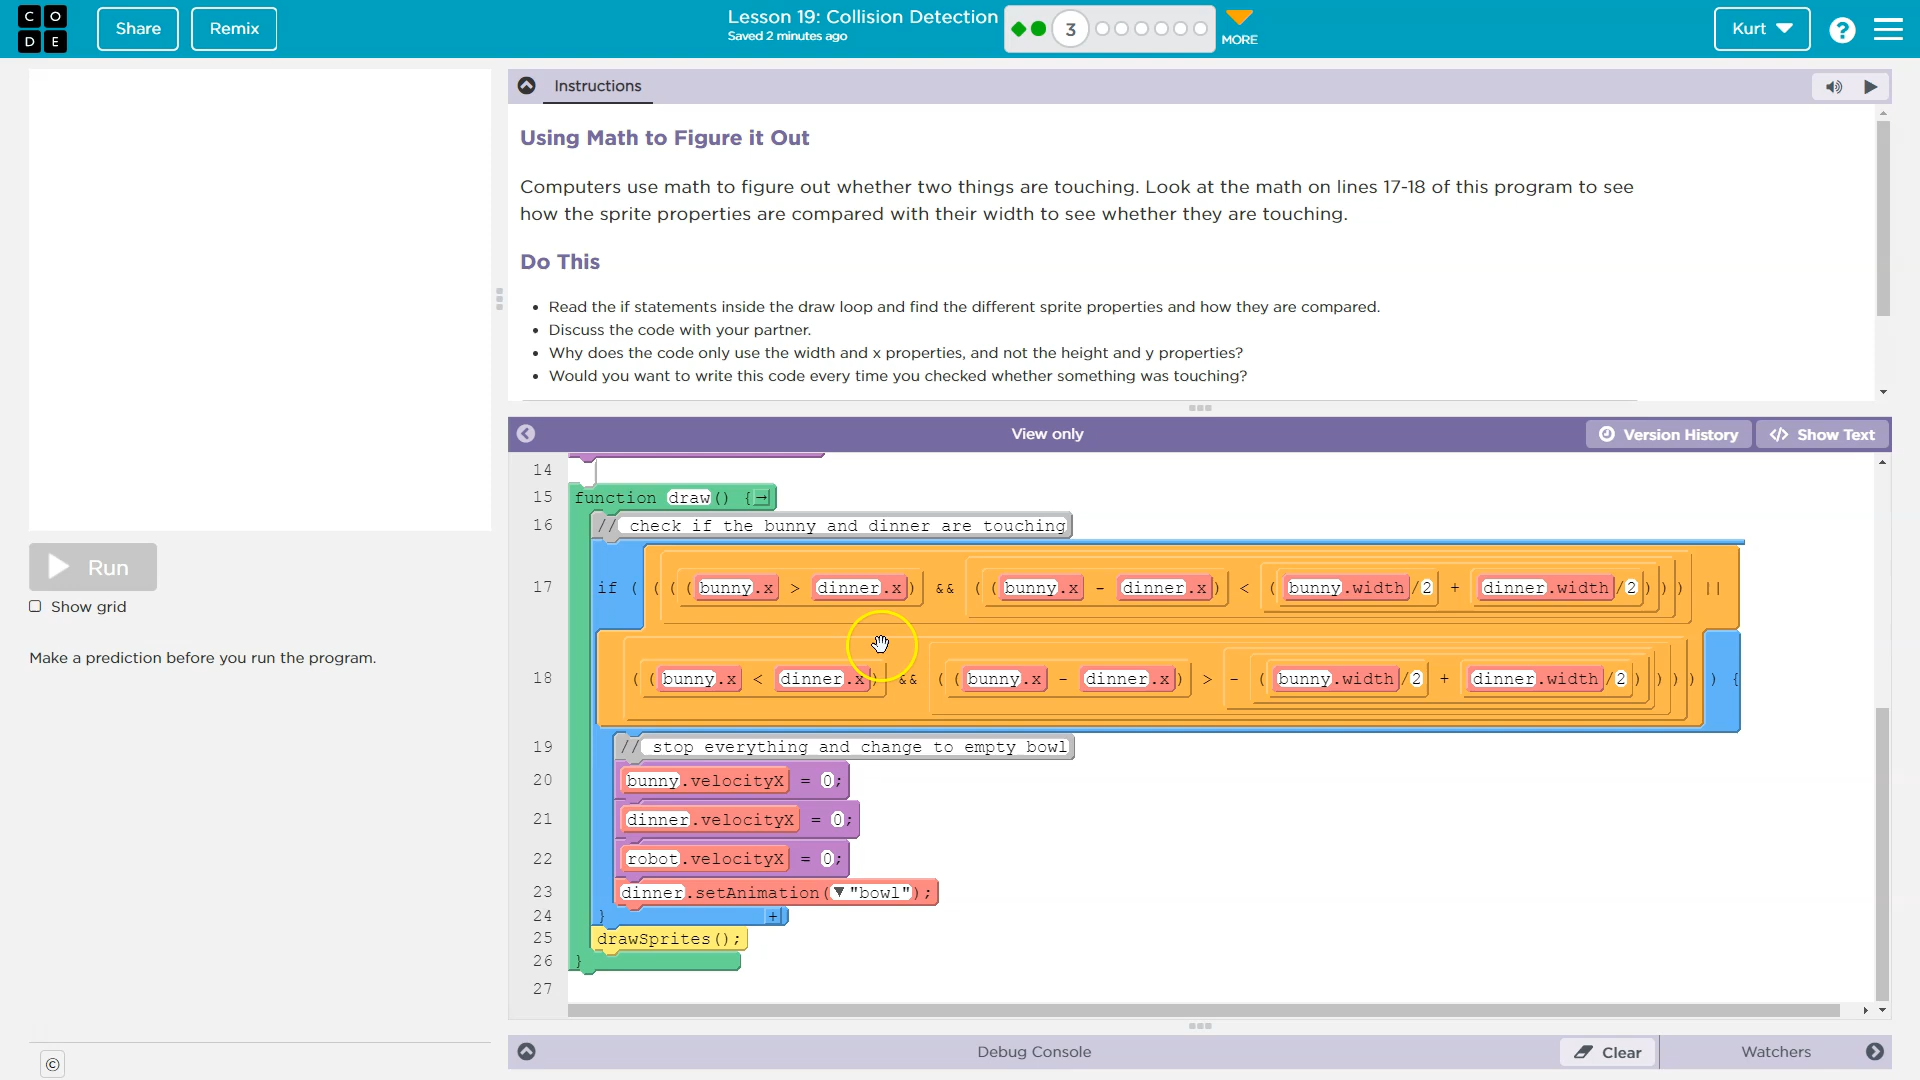 C O
D E
Share
Remix
Lesson 19: Collision Detection
Saved 2 minutes ago
3
MORE
Kurt
?
Instructions
Using Math to Figure it Out
Computers use math to figure out whether two things are touching. Look at the math on lines 17-18 of this program to see
how the sprite properties are compared with their width to see whether they are touching.
Do This
• Read the if statements inside the draw loop and find the different sprite properties and how they are compared.
• Discuss the code with your partner.
• Why does the code only use the width and x properties, and not the height and y properties?
• Would you want to write this code every time you checked whether something was touching?
View only
Version History
</> Show Text
Run
Show grid
Make a prediction before you run the program.
14
15 function draw() {→
16 // check if the bunny and dinner are touching
17 if ( ( ( ( bunny.x > dinner.x ) && ( ( bunny.x - dinner.x ) < ( bunny.width / 2 + dinner.width / 2 ) ) ) ||
18 ( ( bunny.x < dinner.x ) && ( ( bunny.x - dinner.x ) > - ( bunny.width / 2 + dinner.width / 2 ) ) ) ) ) {
19 // stop everything and change to empty bowl
20 bunny.velocityX = 0;
21 dinner.velocityX = 0;
22 robot.velocityX = 0;
23 dinner.setAnimation(▼"bowl");
24 } +
25 drawSprites();
26 }
27
Debug Console
Clear
Watchers
©